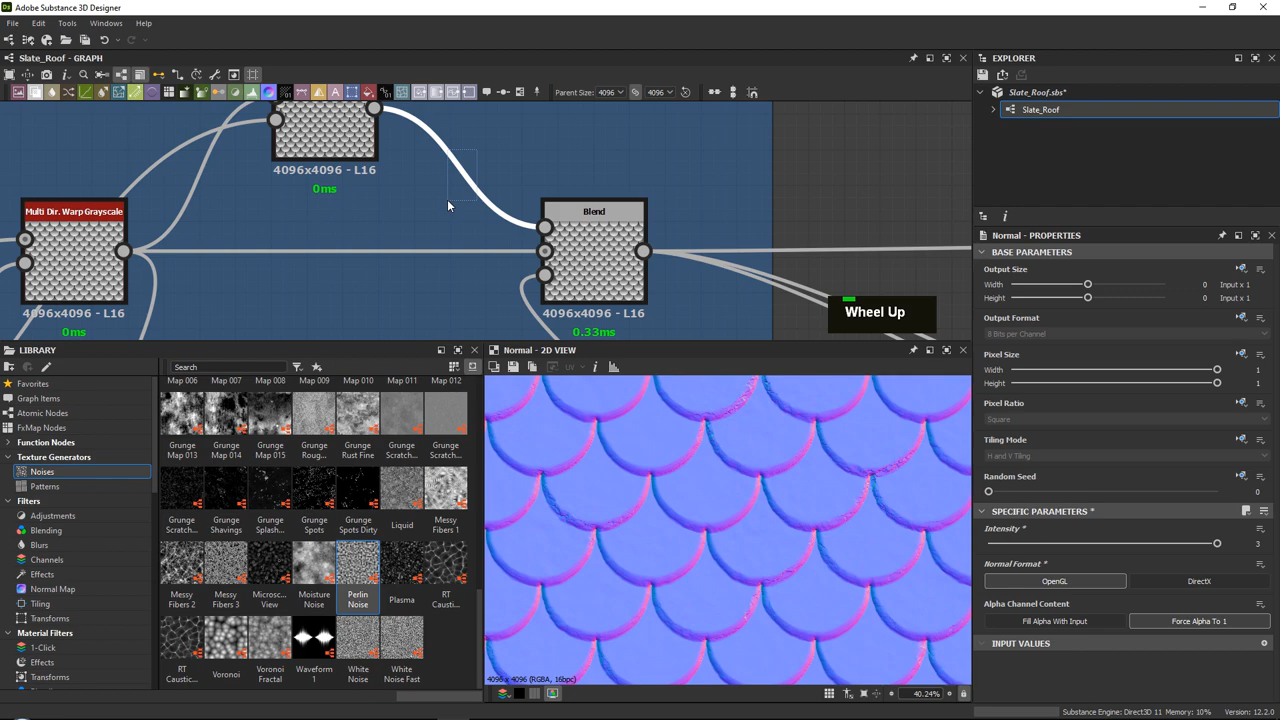 Ds Adobe Substance 3D Designer
File Edit Tools Windows Help
Slate_Roof - GRAPH
Parent Size: 4096 4096
4096x4096 - L16
0ms
Multi Dir. Warp Grayscale
4096x4096 - L16
0ms
Blend
4096x4096 - L16
0.33ms
Wheel Up
EXPLORER
Slate_Roof.sbs*
Slate_Roof
Normal - PROPERTIES
BASE PARAMETERS
Output Size
Width 0 Input x 1
Height 0 Input x 1
Output Format
8 Bits per Channel
Pixel Size
Width 1
Height 1
Pixel Ratio
Square
Tiling Mode
H and V Tiling
Random Seed
0
SPECIFIC PARAMETERS *
Intensity *
3
Normal Format *
OpenGL DirectX
Alpha Channel Content
Fill Alpha With Input Force Alpha To 1
INPUT VALUES
LIBRARY
Search
Favorites
Graph Items
Atomic Nodes
FxMap Nodes
Function Nodes
Texture Generators
Noises
Patterns
Filters
Adjustments
Blending
Blurs
Channels
Effects
Normal Map
Tiling
Transforms
Material Filters
1-Click
Effects
Transforms
Map 006 Map 007 Map 008 Map 009 Map 010 Map 011 Map 012
Grunge Grunge Grunge Grunge Grunge Grunge Grunge
Map 013 Map 014 Map 015 Roug... Rust Fine Scratch... Scratch...
Grunge Grunge Grunge Grunge Grunge Liquid Messy
Scratch... Shavings Splash... Spots Spots Dirty Fibers 1
Messy Messy Microsc... Moisture Perlin Plasma RT
Fibers 2 Fibers 3 View Noise Noise Causti...
RT Voronoi Voronoi Waveform White White
Caustic... Fractal 1 Noise Noise Fast
Normal - 2D VIEW
UV
4096 x 4096 (RGBA, 16bpc)
40.24%
Substance Engine: Direct3D 11 Memory: 10% Version: 12.2.0